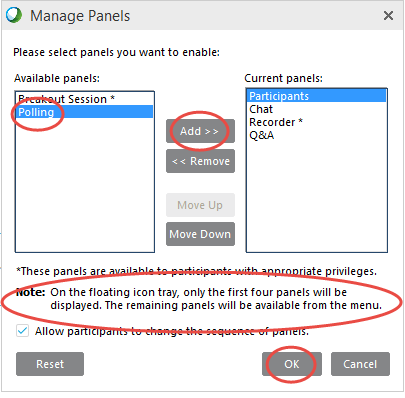 Manage Panels
Please select panels you want to enable:
Available panels:
Current panels:
Breakout Session *
Polling
Add >>
<< Remove
Move Up
Move Down
Participants
Chat
Recorder *
Q&A
*These panels are available to participants with appropriate privileges.
Note: On the floating icon tray, only the first four panels will be
displayed. The remaining panels will be available from the menu.
Allow participants to change the sequence of panels.
Reset
OK
Cancel